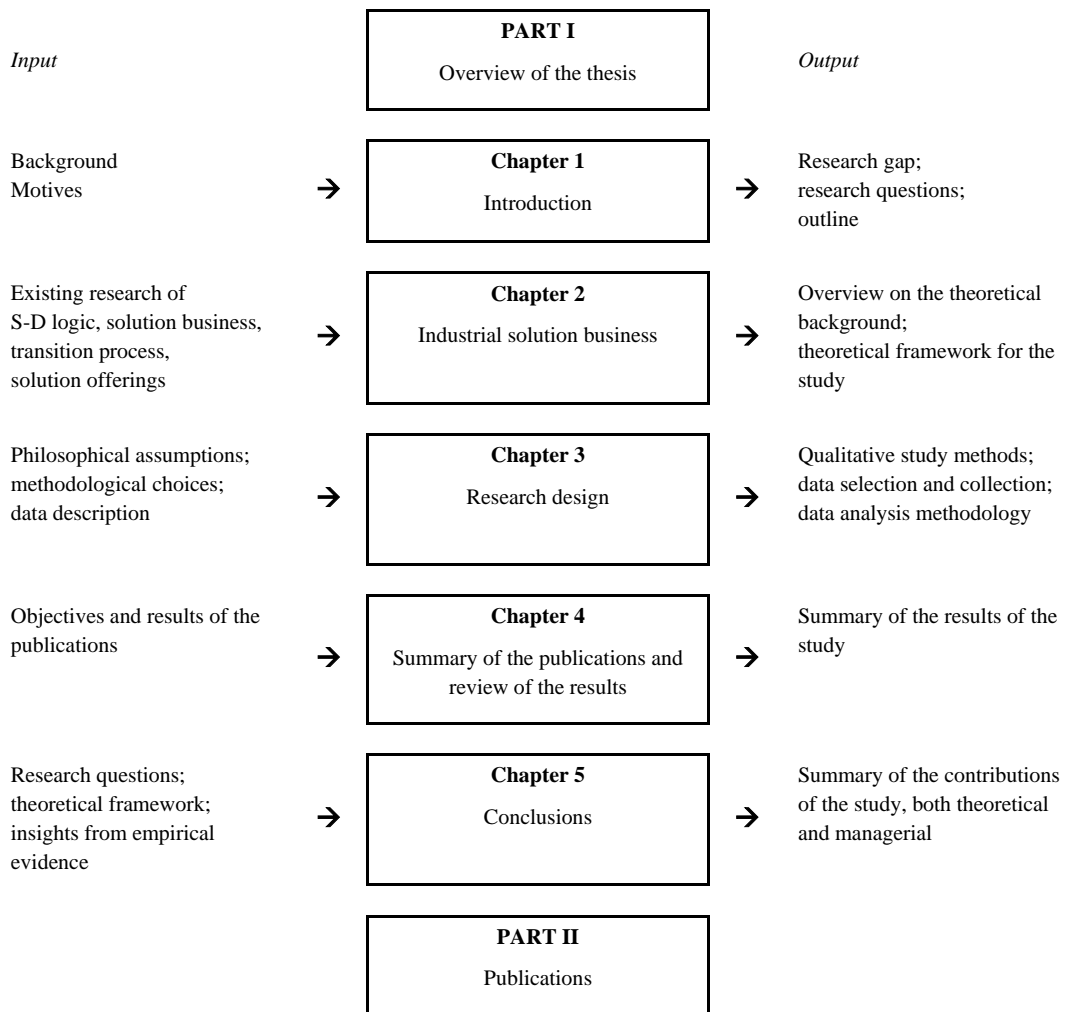 PART I
Input
Overview of the thesis
Output
Background
Motives
→
Chapter 1
Introduction
→
Research gap;
research questions;
outline
Existing research of
S-D logic, solution business,
transition process,
solution offerings
→
Chapter 2
Industrial solution business
→
Overview on the theoretical
background;
theoretical framework for the
study
Philosophical assumptions;
methodological choices;
data description
→
Chapter 3
Research design
→
Qualitative study methods;
data selection and collection;
data analysis methodology
Objectives and results of the
publications
→
Chapter 4
Summary of the publications and
review of the results
→
Summary of the results of the
study
Research questions;
theoretical framework;
insights from empirical
evidence
→
Chapter 5
Conclusions
→
Summary of the contributions
of the study, both theoretical
and managerial
PART II
Publications